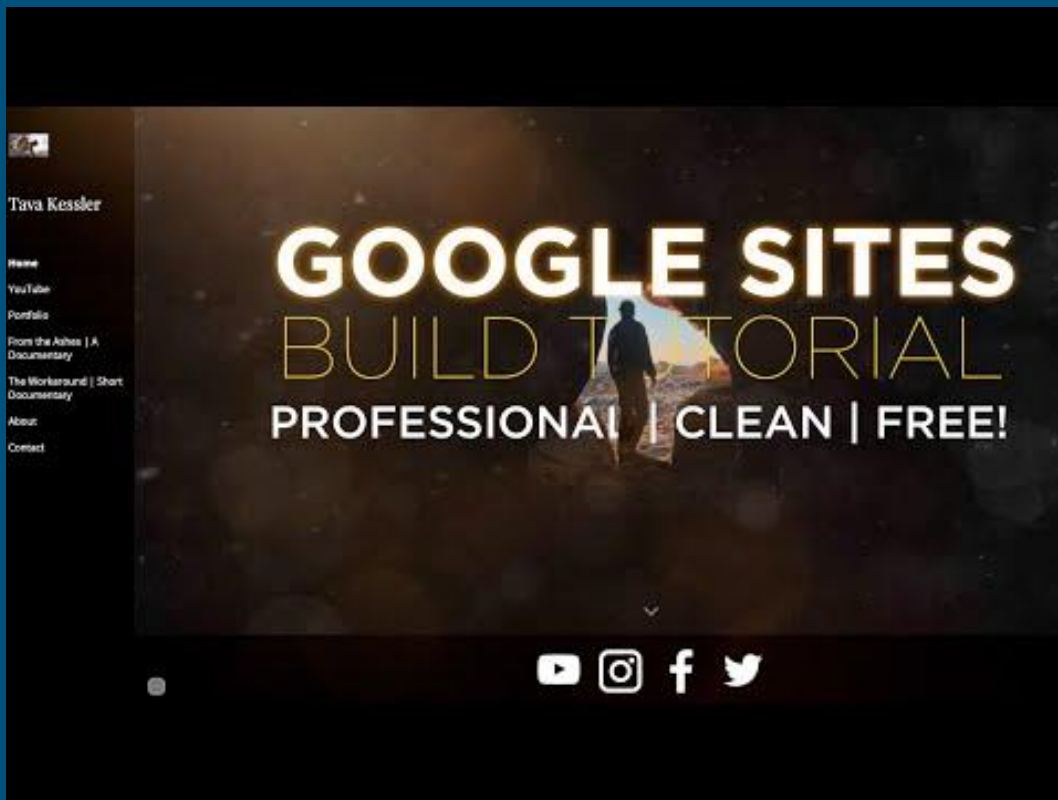 Tava Kessler
Home
YouTube
Portfolio
From the Ashes | A
Documentary
The Workaround | Short
Documentary
About
Contact
GOOGLE SITES
BUILD TUTORIAL
PROFESSIONAL | CLEAN | FREE!